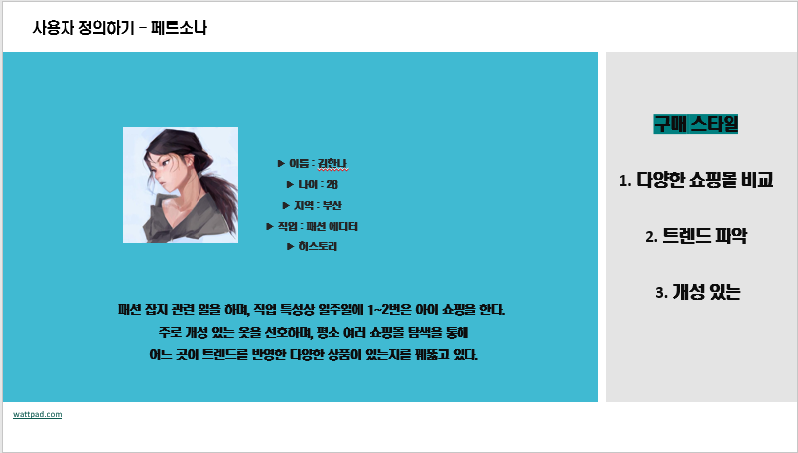 사용자 정의하기 – 페르소나
▶ 이름 : 김한나
▶ 나이 : 28
▶ 지역 : 부산
▶ 직업 : 패션 에디터
▶ 히스토리
패션 잡지 관련 일을 하며, 직업 특성상 일주일에 1~2번은 아이 쇼핑을 한다.
주로 개성 있는 옷을 선호하며, 평소 여러 쇼핑몰 탐색을 통해
어느 곳이 트렌드를 반영한 다양한 상품이 있는지를 꿰뚫고 있다.
구매 스타일
1. 다양한 쇼핑몰 비교
2. 트렌드 파악
3. 개성 있는
wattpad.com